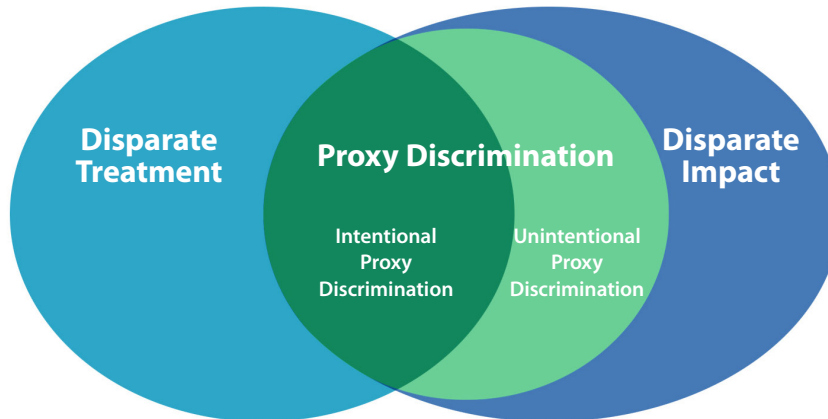 Disparate
Treatment
Proxy Discrimination
Disparate
Impact
Intentional
Proxy
Discrimination
Unintentional
Proxy
Discrimination